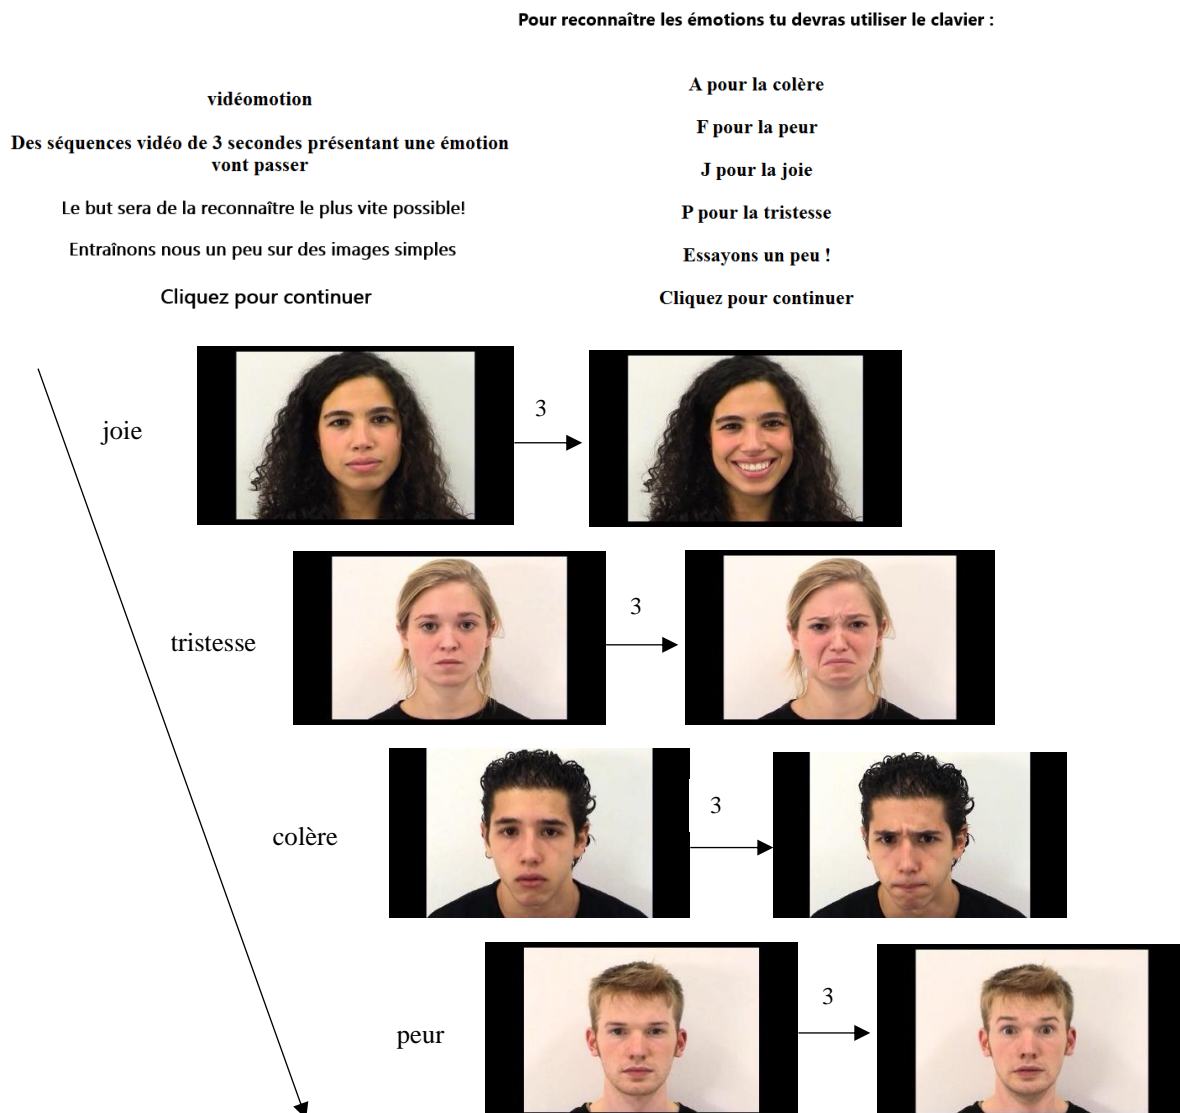 Pour reconnaître les émotions tu devras utiliser le clavier :
vidéomotion
Des séquences vidéo de 3 secondes présentant une émotion
vont passer
Le but sera de la reconnaître le plus vite possible!
Entraînons nous un peu sur des images simples
Cliquez pour continuer
A pour la colère
F pour la peur
J pour la joie
P pour la tristesse
Essayons un peu !
Cliquez pour continuer
joie
3
tristesse
3
colère
3
peur
3